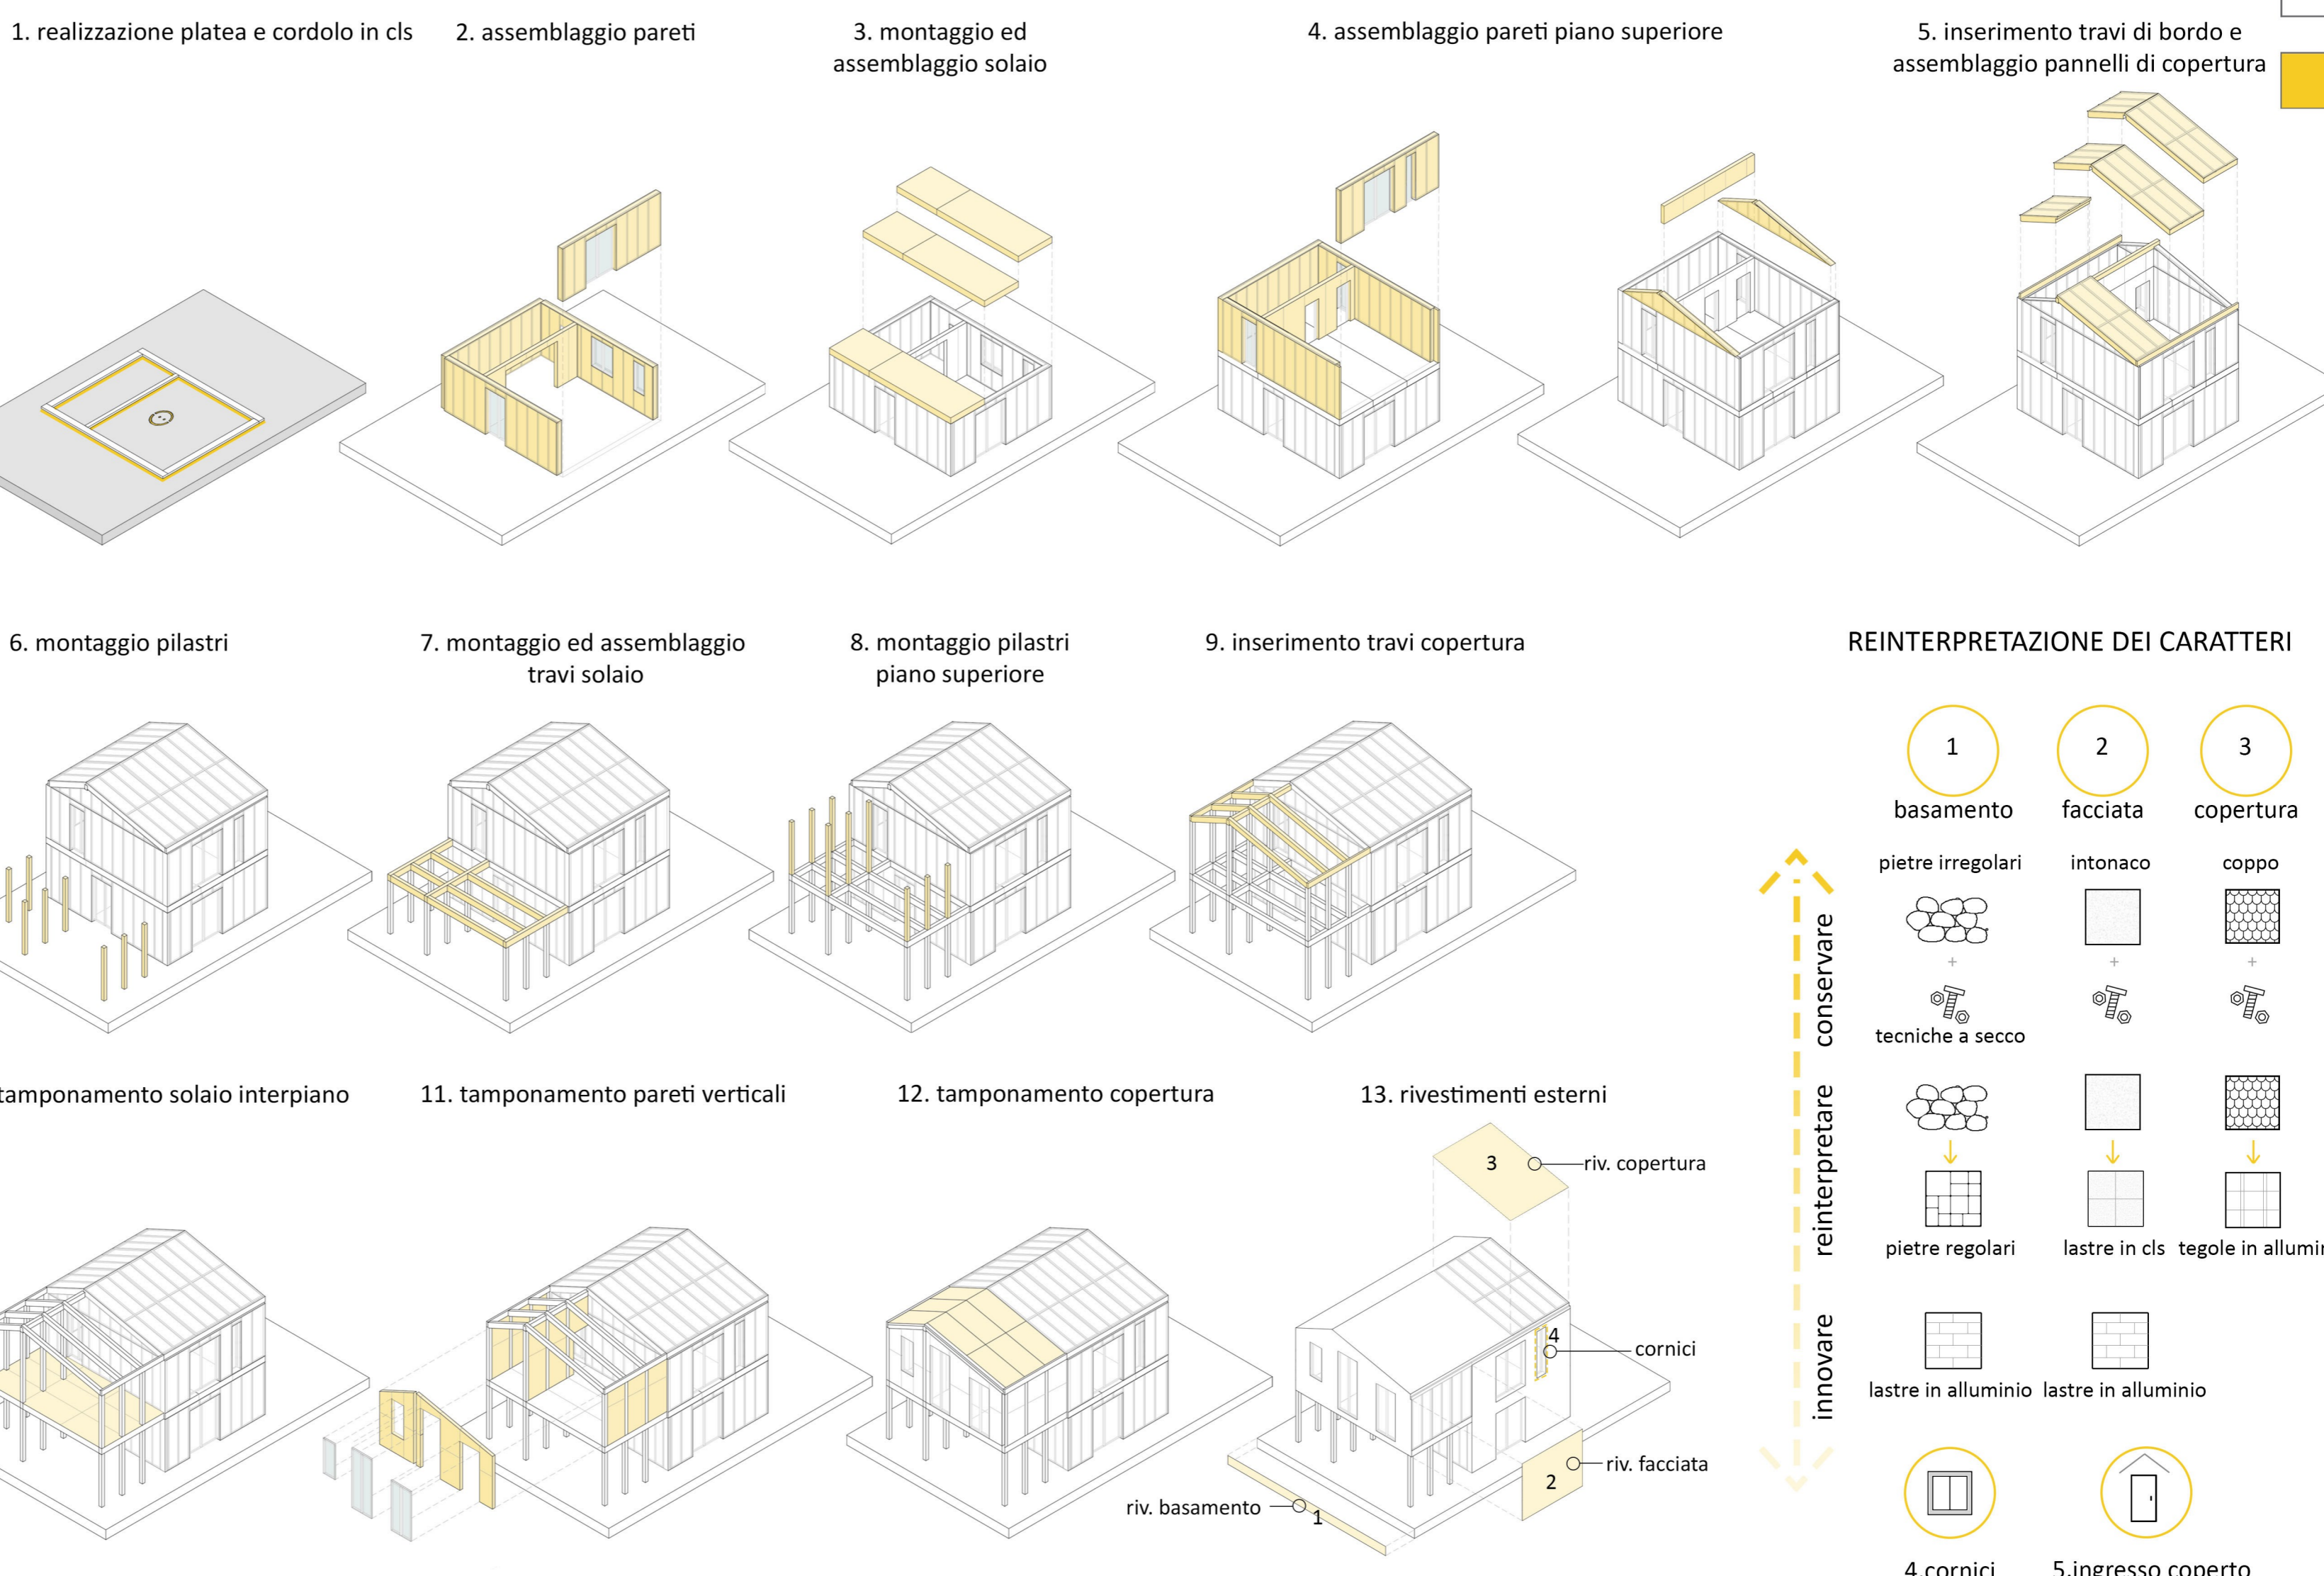 1. realizzazione platea e cordolo in cls
2. assemblaggio pareti
3. montaggio ed
assemblaggio solaio
4. assemblaggio pareti piano superiore
5. inserimento travi di bordo e
assemblaggio pannelli di copertura
6. montaggio pilastri
7. montaggio ed assemblaggio
travi solaio
8. montaggio pilastri
piano superiore
9. inserimento travi copertura
tamponamento solaio interpiano
11. tamponamento pareti verticali
12. tamponamento copertura
13. rivestimenti esterni
3
riv. copertura
4
cornici
2
riv. facciata
riv. basamento
1
REINTERPRETAZIONE DEI CARATTERI
1
2
3
basamento
facciata
copertura
conservare
pietre irregolari
intonaco
coppo
+
+
+
tecniche a secco
reinterpretare
pietre regolari
lastre in cls
tegole in allumin
innovare
lastre in alluminio
lastre in alluminio
4.cornici
5.ingresso coperto